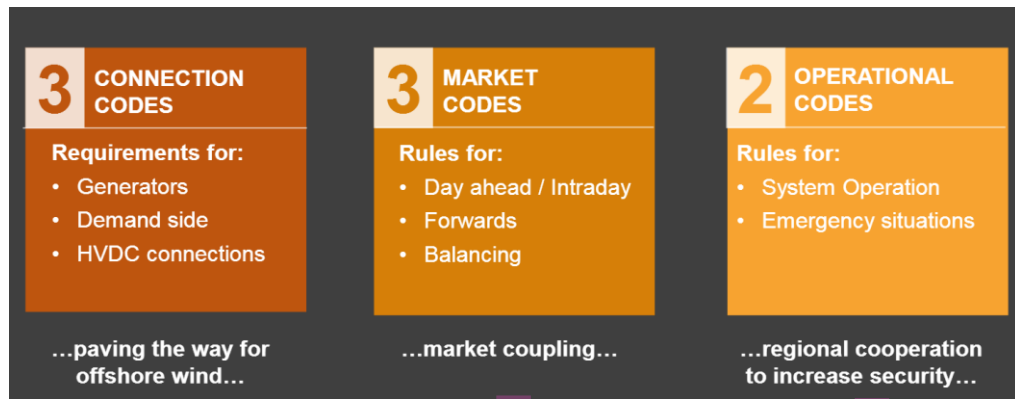 3 CONNECTION
CODES
Requirements for:
• Generators
• Demand side
• HVDC connections
...paving the way for
offshore wind...
3 MARKET
CODES
Rules for:
• Day ahead / Intraday
• Forwards
• Balancing
...market coupling...
2 OPERATIONAL
CODES
Rules for:
• System Operation
• Emergency situations
...regional cooperation
to increase security...